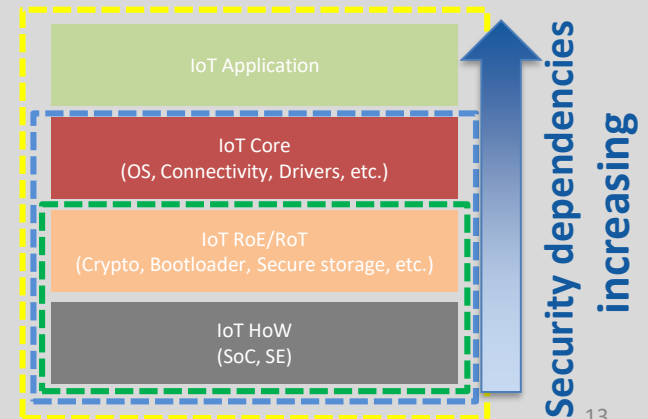 IoT Application
IoT Core
(OS, Connectivity, Drivers, etc.)
IoT RoE/RoT
(Crypto, Bootloader, Secure storage, etc.)
IoT HoW
(SoC, SE)
Security dependencies
increasing
13